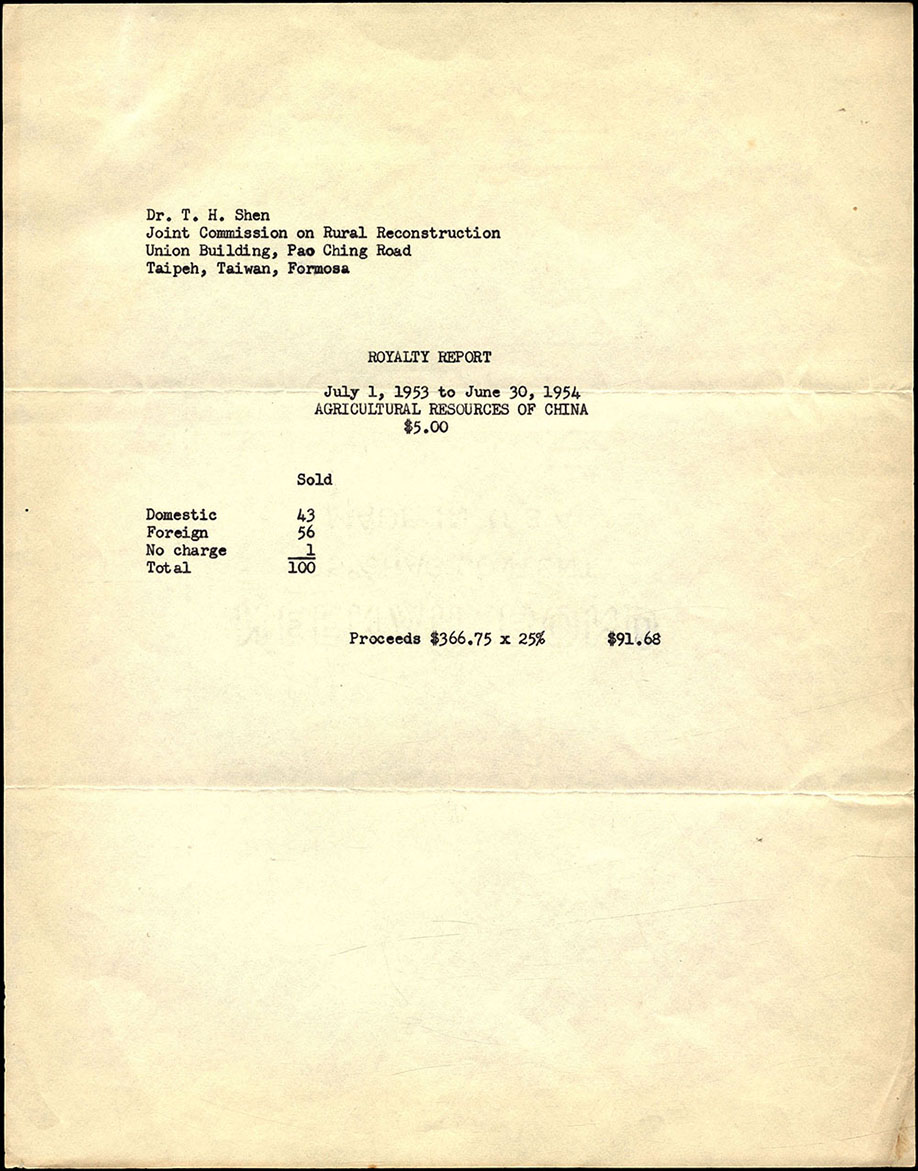 Dr. T. H. Shen
Joint Commission on Rural Reconstruction
Union Building, Pao Ching Road
Taipeh, Taiwan, Formosa
ROYALTY REPORT
July 1, 1953 to June 30, 1954
AGRICULTURAL RESOURCES OF CHINA
$5.00
Sold
Domestic 43
Foreign 56
No charge 1
Total 100
Proceeds $366.75 x 25% $91.68